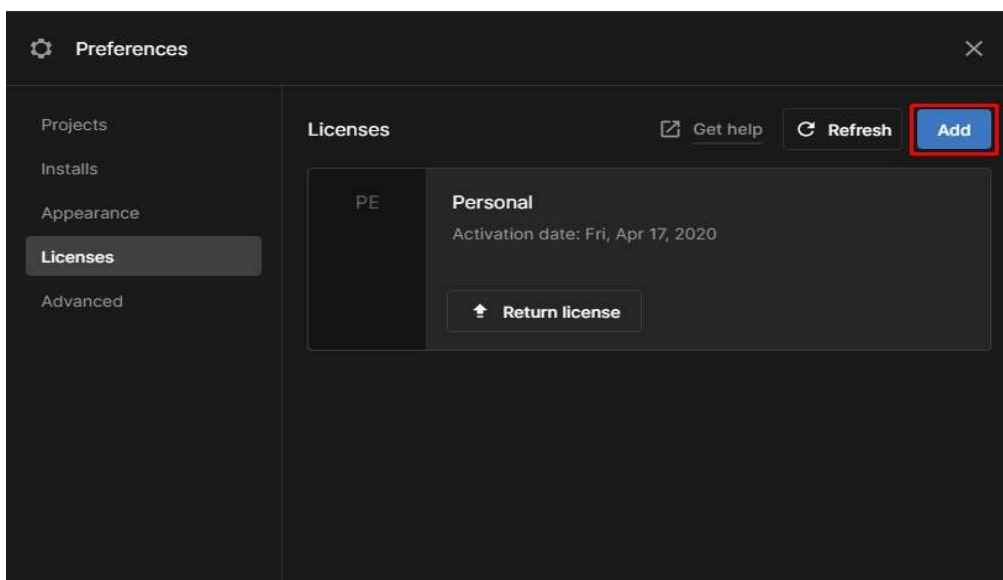 Preferences
Projects
Installs
Appearance
Licenses
Advanced
Licenses
Get help
Refresh
Add
PE
Personal
Activation date: Fri, Apr 17, 2020
Return license